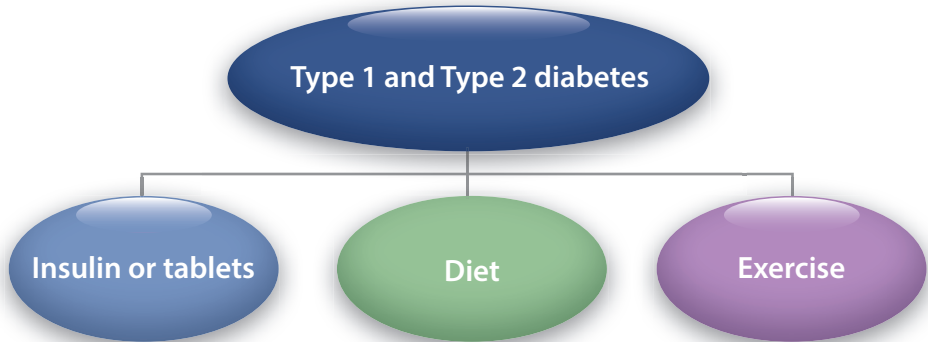 Type 1 and Type 2 diabetes
Insulin or tablets
Diet
Exercise